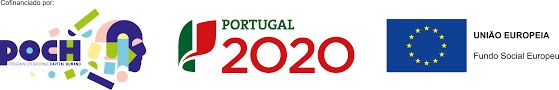 Cofinanciado por:
POCH
PROGRAMA OPERACIONAL CAPITAL HUMANO
PORTUGAL
2020
UNIÃO EUROPEIA
Fundo Social Europeu